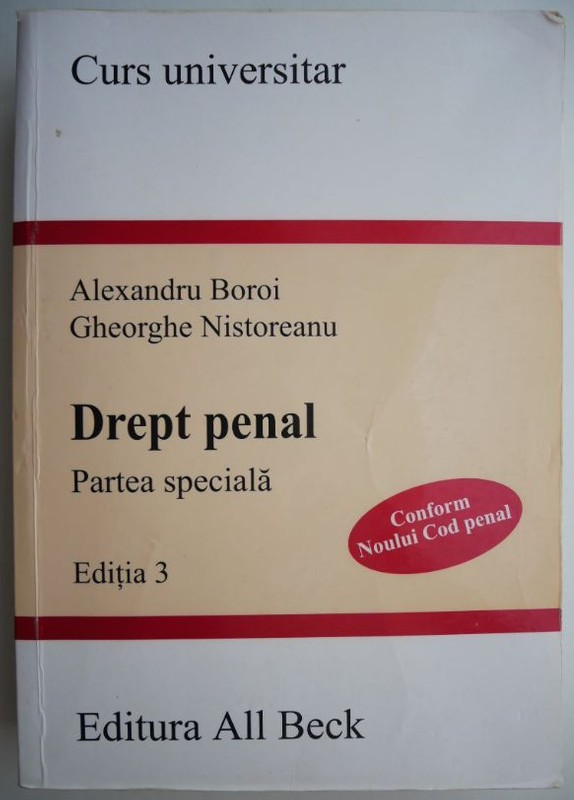 Curs universitar
Alexandru Boroi
Gheorghe Nistoreanu
Drept penal
Partea specială
Conform
Noului Cod penal
Ediția 3
Editura All Beck